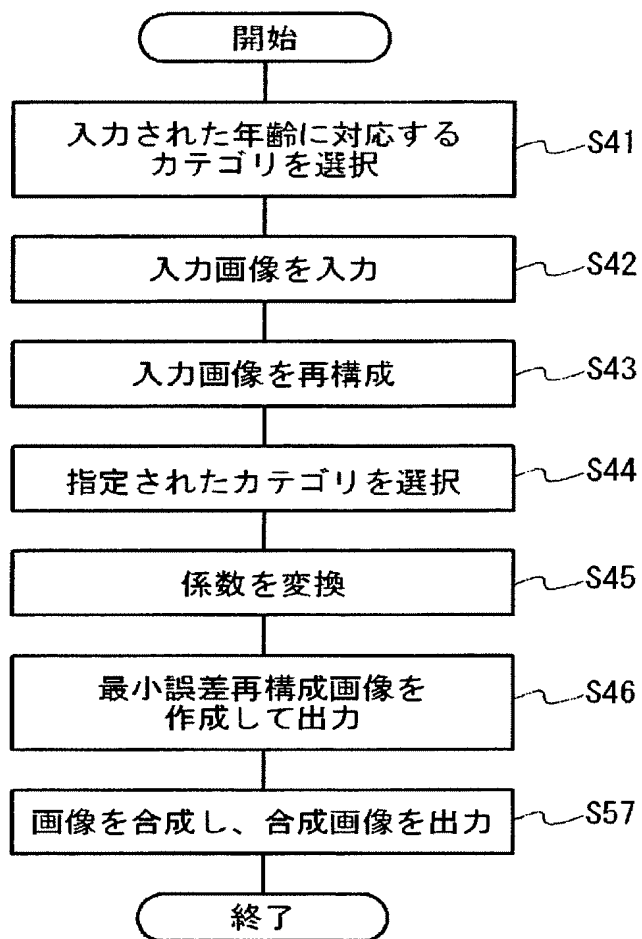 開始
入力された年齢に対応する
カテゴリを選択
S41
入力画像を入力
S42
入力画像を再構成
S43
指定されたカテゴリを選択
S44
係数を変換
S45
最小誤差再構成画像を
作成して出力
S46
画像を合成し、合成画像を出力
S57
終了